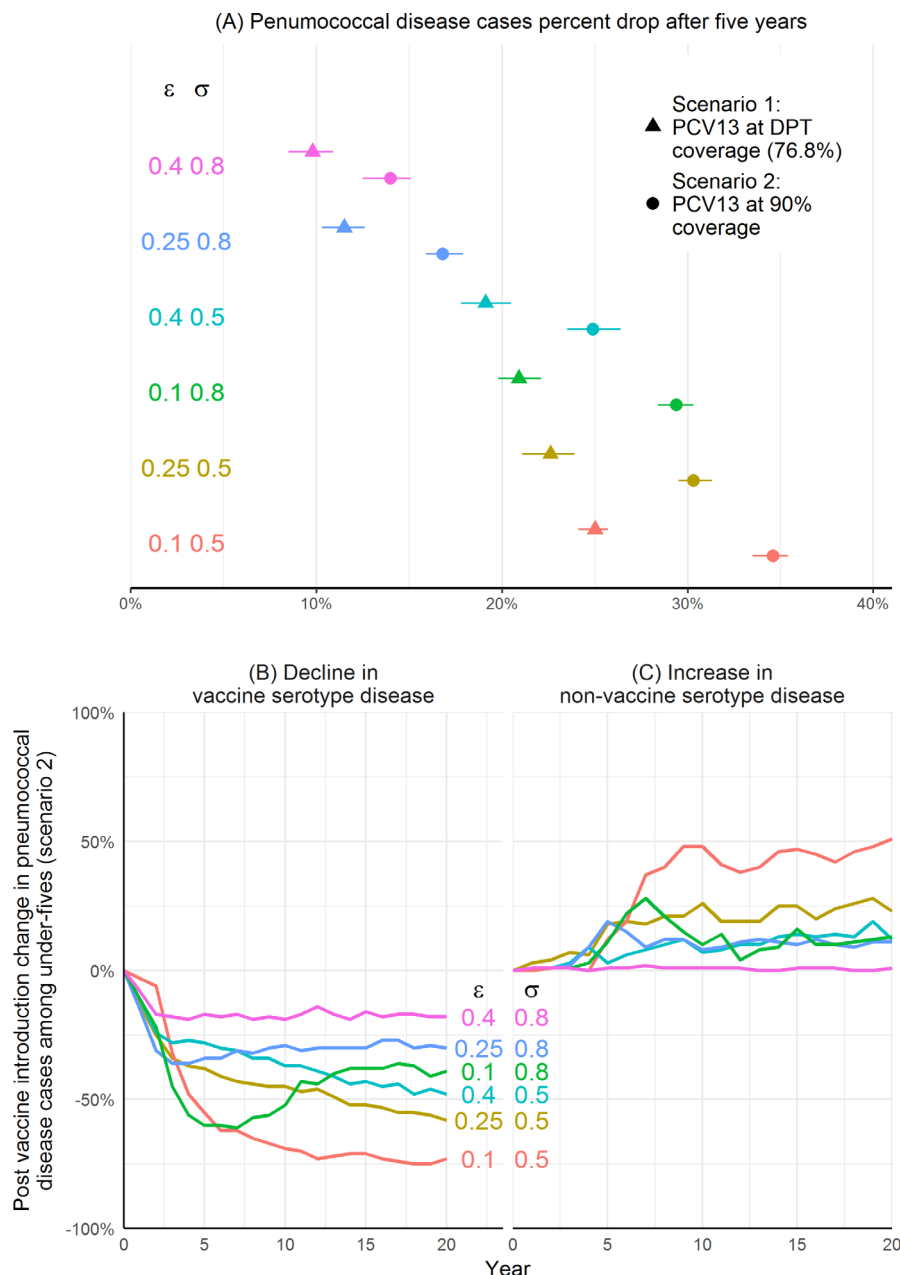 (A) Penumococcal disease cases percent drop after five years
ε σ
Scenario 1:
PCV13 at DPT
coverage (76.8%)
Scenario 2:
PCV13 at 90%
coverage
0.4 0.8
0.25 0.8
0.4 0.5
0.1 0.8
0.25 0.5
0.1 0.5
0% 10% 20% 30% 40%
(B) Decline in
vaccine serotype disease
(C) Increase in
non-vaccine serotype disease
Post vaccine introduction change in pneumococcal
disease cases among under-fives (scenario 2)
100%
50%
0%
-50%
-100%
ε σ
0.4 0.8
0.25 0.8
0.1 0.8
0.4 0.5
0.25 0.5
0.1 0.5
0 5 10 15 20
0 5 10 15 20
Year